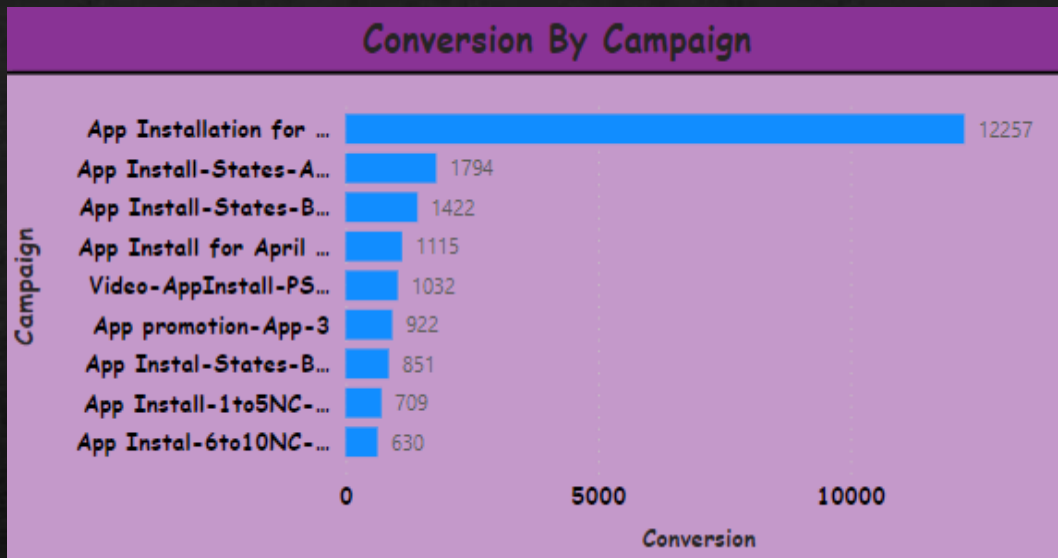 Conversion By Campaign
App Installation for ... 12257
App Install-States-A... 1794
App Install-States-B... 1422
App Install for April ... 1115
Video-AppInstall-PS... 1032
App promotion-App-3 922
App Instal-States-B... 851
App Install-1to5NC-... 709
App Instal-6to10NC-... 630
Campaign
0 5000 10000
Conversion